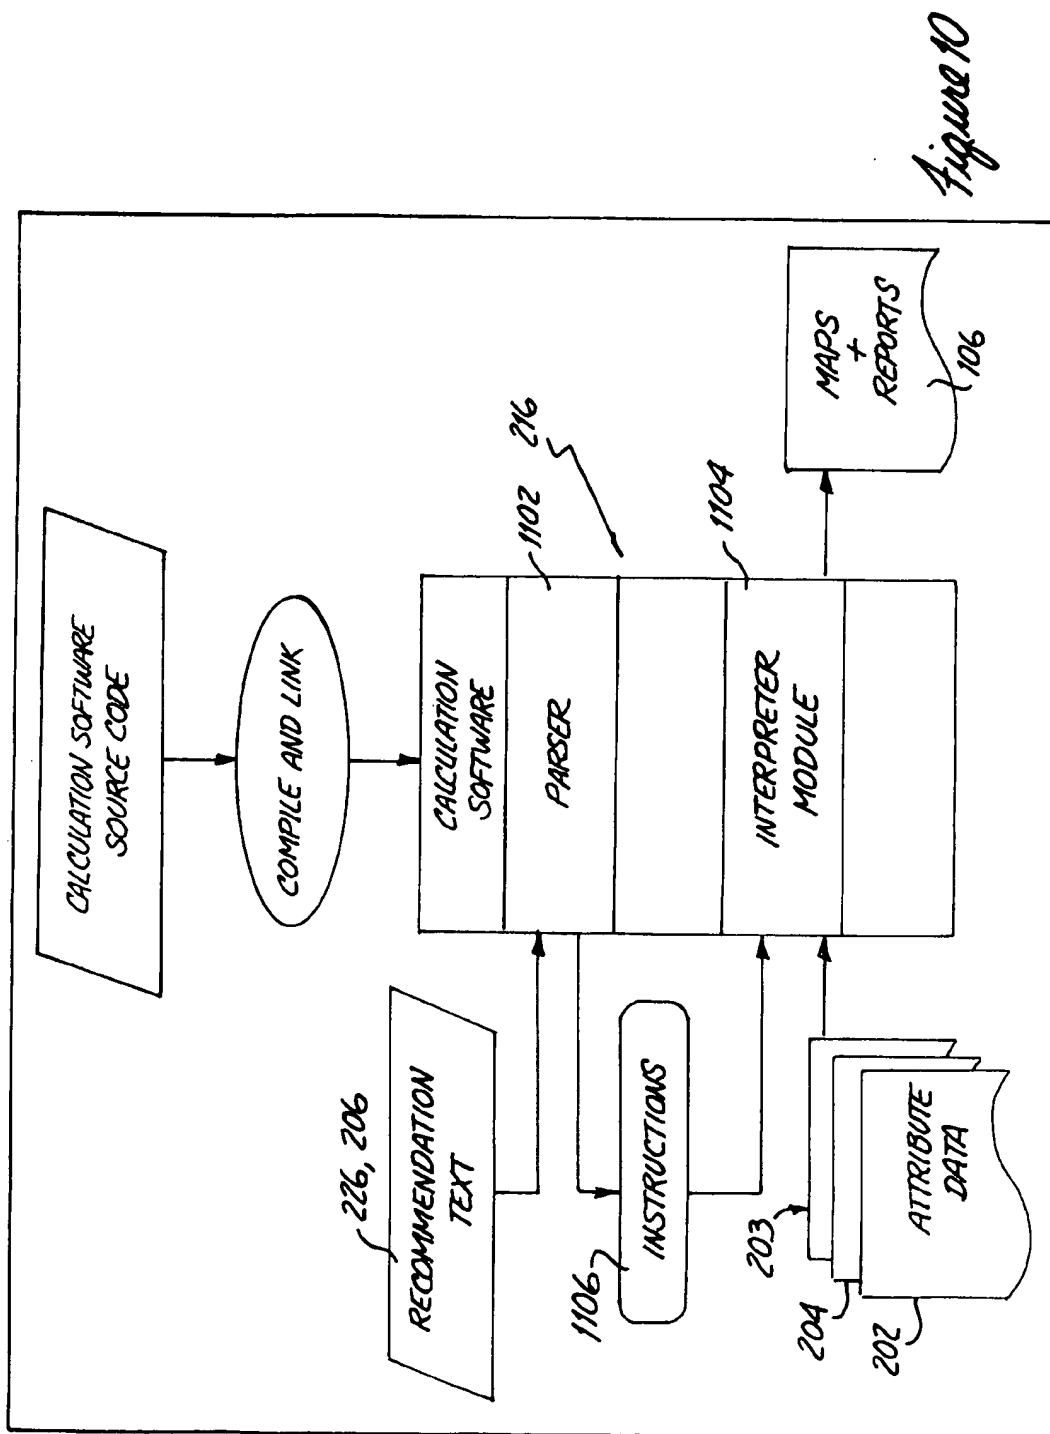 CALCULATION SOFTWARE
SOURCE CODE
COMPILE AND LINK
226, 206
RECOMMENDATION
TEXT
CALCULATION
SOFTWARE
1102
PARSER
216
1106
INSTRUCTIONS
1104
INTERPRETER
MODULE
203
204
202
ATTRIBUTE
DATA
MAPS
+
REPORTS
106
Figure 10